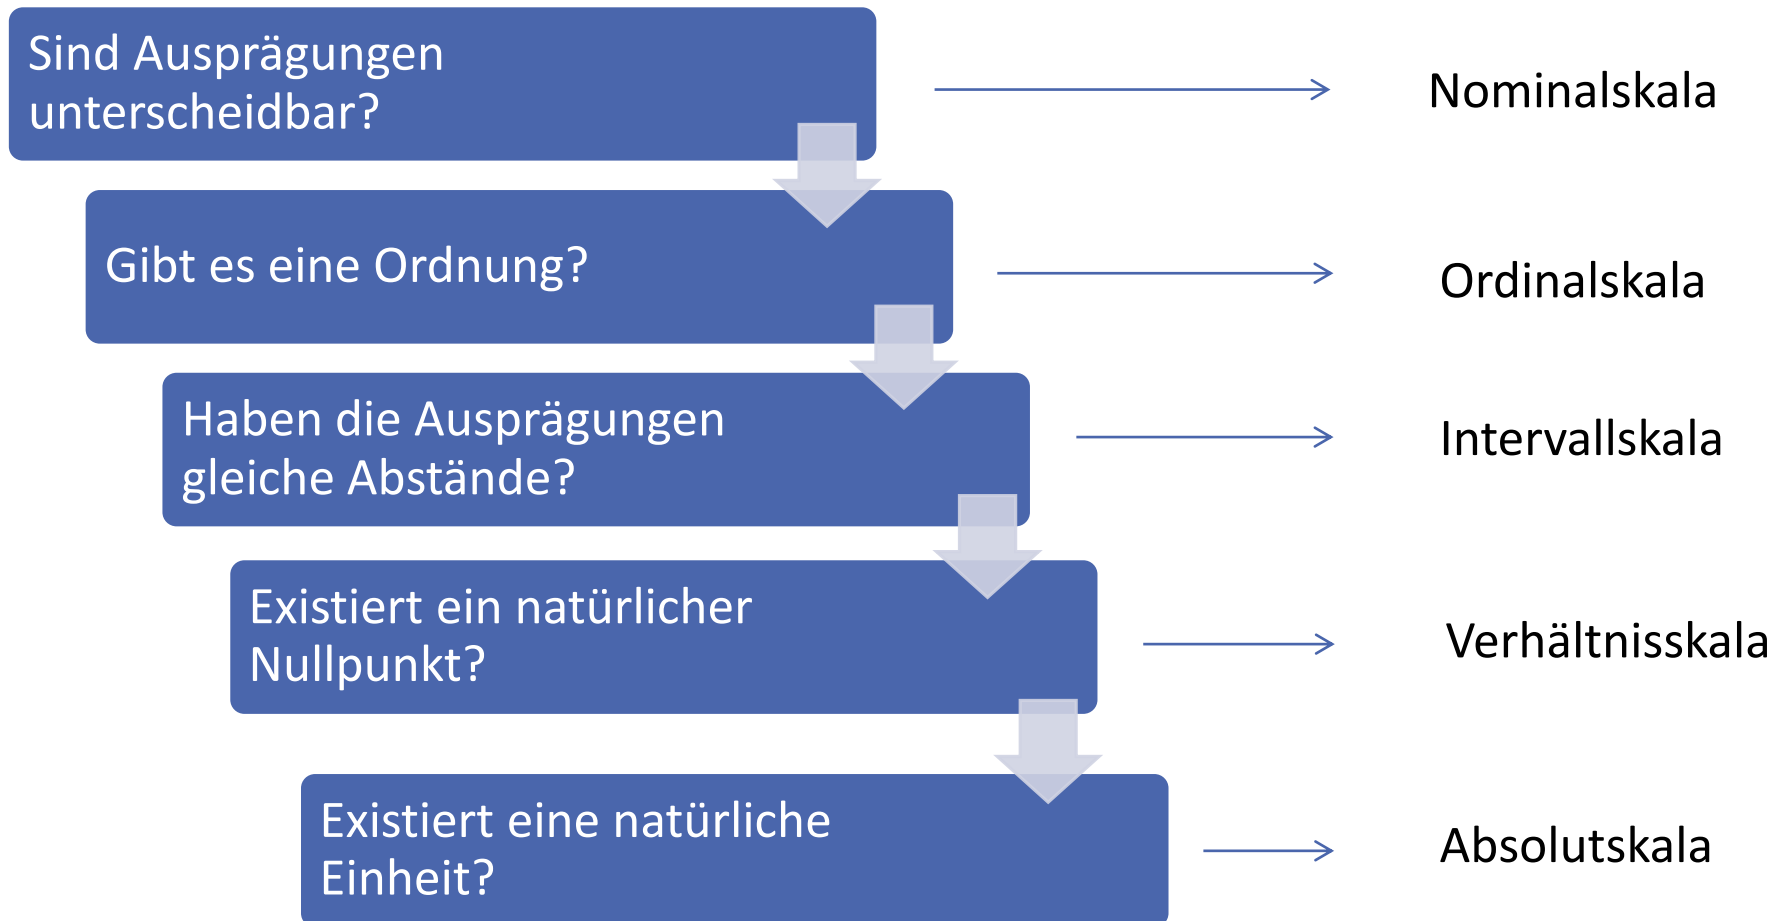 Sind Ausprägungen
unterscheidbar?
Nominalskala
Gibt es eine Ordnung?
Ordinalskala
Haben die Ausprägungen
gleiche Abstände?
Intervallskala
Existiert ein natürlicher
Nullpunkt?
Verhältnisskala
Existiert eine natürliche
Einheit?
Absolutskala